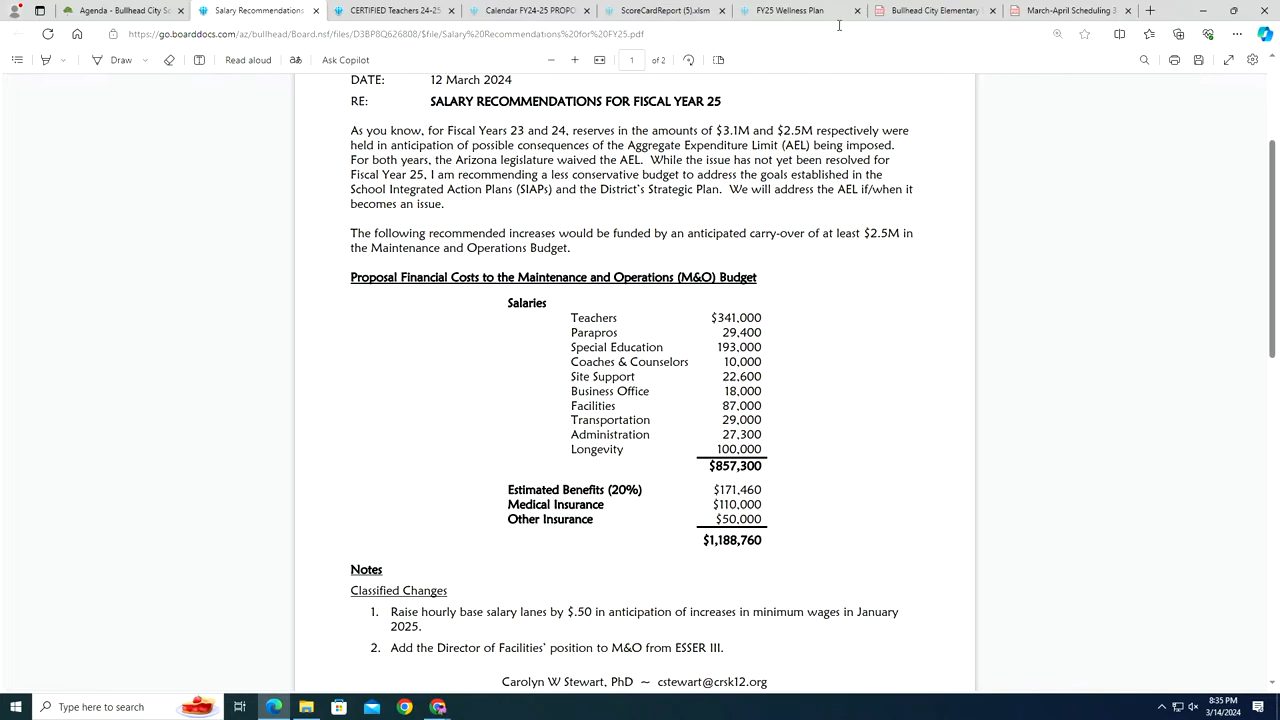 Agenda - Bullhead City Sc
Salary Recommendations
CERTIFIED Teachers 24-25
Calendar FY24-25 PROPO
ScoreCardReport (5).xlsm
FY25 Wellness Plan
Bullhead City Elementary
March-April Scheduling 3-
https://go.boarddocs.com/az/bullhead/Board.nsf/files/D3BP8Q626808/$file/Salary%20Recommendations%20for%20FY25.pdf
Draw
Read aloud
Ask Copilot
1 of 2
DATE: 12 March 2024
RE: SALARY RECOMMENDATIONS FOR FISCAL YEAR 25
As you know, for Fiscal Years 23 and 24, reserves in the amounts of $3.1M and $2.5M respectively were
held in anticipation of possible consequences of the Aggregate Expenditure Limit (AEL) being imposed.
For both years, the Arizona legislature waived the AEL. While the issue has not yet been resolved for
Fiscal Year 25, I am recommending a less conservative budget to address the goals established in the
School Integrated Action Plans (SIAPs) and the District's Strategic Plan. We will address the AEL if/when it
becomes an issue.
The following recommended increases would be funded by an anticipated carry-over of at least $2.5M in
the Maintenance and Operations Budget.
Proposal Financial Costs to the Maintenance and Operations (M&O) Budget
Salaries
Teachers $341,000
Parapros 29,400
Special Education 193,000
Coaches & Counselors 10,000
Site Support 22,600
Business Office 18,000
Facilities 87,000
Transportation 29,000
Administration 27,300
Longevity 100,000
$857,300
Estimated Benefits (20%) $171,460
Medical Insurance $110,000
Other Insurance $50,000
$1,188,760
Notes
Classified Changes
1. Raise hourly base salary lanes by $.50 in anticipation of increases in minimum wages in January
2025.
2. Add the Director of Facilities' position to M&O from ESSER III.
Carolyn W Stewart, PhD ~ cstewart@crsk12.org
Type here to search
8:35 PM
3/14/2024